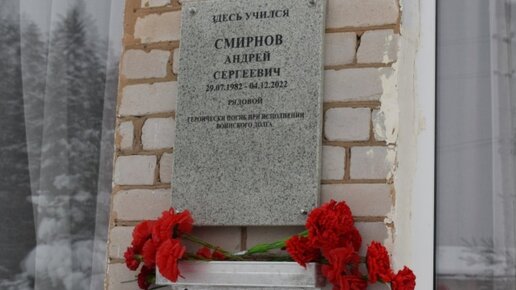 ЗДЕСЬ УЧИЛСЯ
СМИРНОВ
АНДРЕЙ
СЕРГЕЕВИЧ
29.07.1982 - 04.12.2022
РЯДОВОЙ
ГЕРОИЧЕСКИ ПОГИБ ПРИ ИСПОЛНЕНИИ
ВОИНСКОГО ДОЛГА